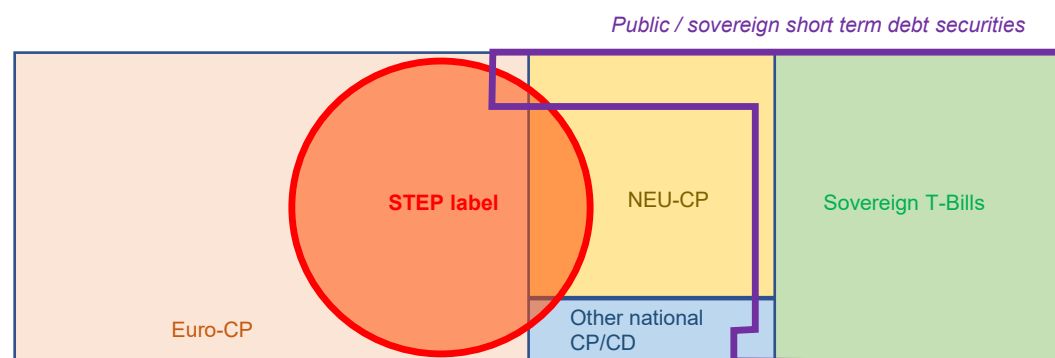 Public / sovereign short term debt securities
STEP label
NEU-CP
Sovereign T-Bills
Euro-CP
Other national
CP/CD